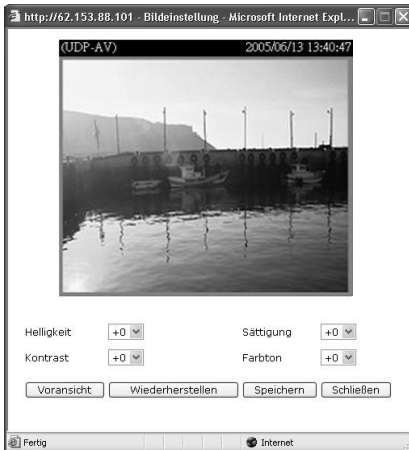 http://62.153.88.101 - Bildeinstellung - Microsoft Internet Expl...
(UDP-AV) 2005/06/13 13:40:47
Helligkeit +0 Sättigung +0
Kontrast +0 Farbton +0
Voransicht Wiederherstellen Speichern Schließen
Fertig Internet